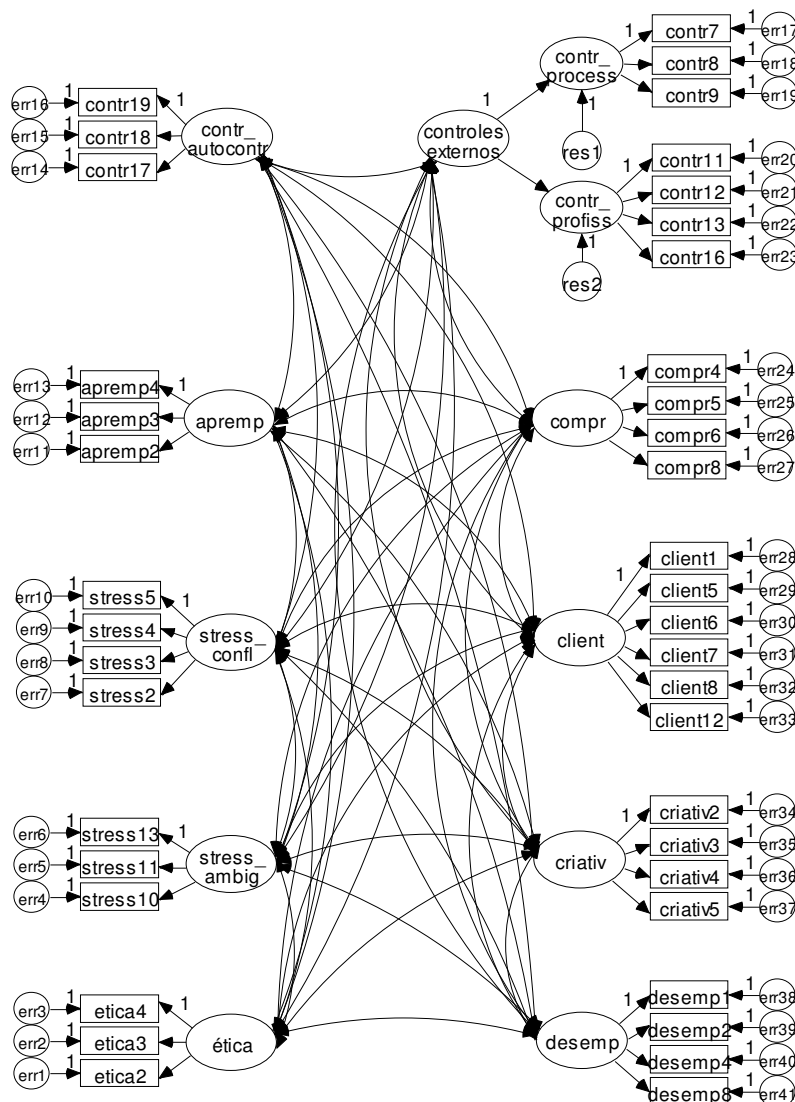 1
contr7
1
err17
contr_
process
contr8
1
err18
contr9
1
err19
1
res1
err16
1
contr19
1
err15
1
contr18
err14
1
contr17
contr_
autocontr
controles
externos
1
contr_
profiss
1
contr11
1
err20
contr12
1
err21
contr13
1
err22
contr16
1
err23
1
res2
err13
1
apremp4
1
err12
1
apremp3
err11
1
apremp2
apremp
compr
1
compr4
1
err24
compr5
1
err25
compr6
1
err26
compr8
1
err27
err10
1
stress5
1
err9
1
stress4
err8
1
stress3
err7
1
stress2
stress_
confl
client
1
client1
1
err28
client5
1
err29
client6
1
err30
client7
1
err31
client8
1
err32
client12
1
err33
err6
1
stress13
1
err5
1
stress11
err4
1
stress10
stress_
ambig
criativ
1
criativ2
1
err34
criativ3
1
err35
criativ4
1
err36
criativ5
1
err37
err3
1
etica4
1
err2
1
etica3
err1
1
etica2
ética
desemp
1
desemp1
1
err38
desemp2
1
err39
desemp4
1
err40
desemp8
1
err41